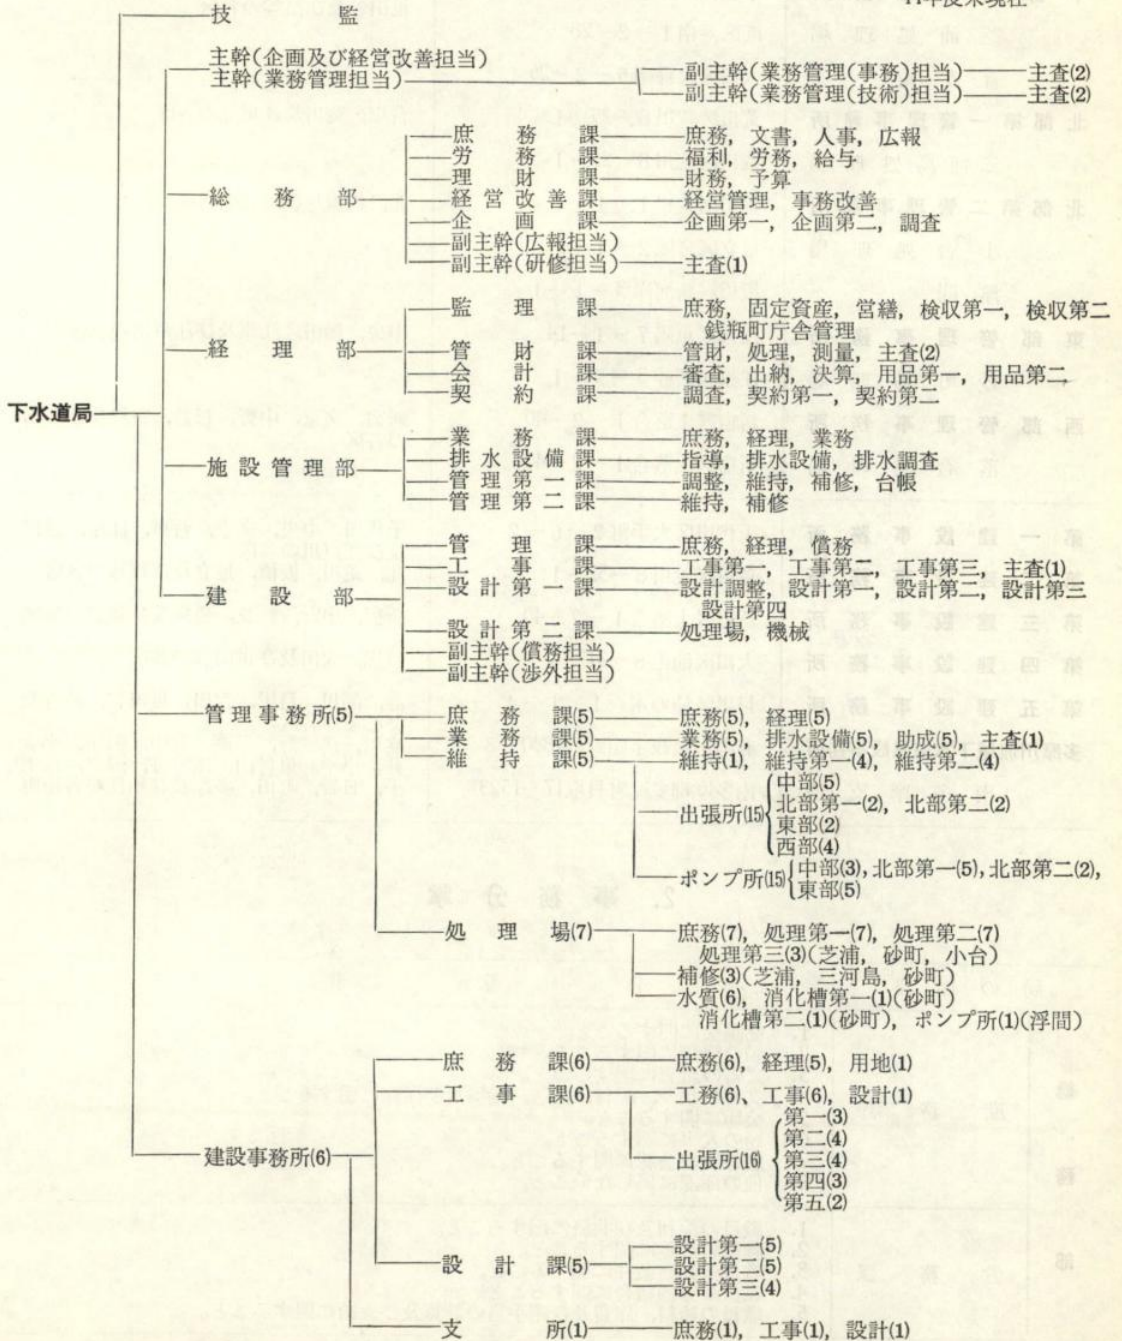 技監
主幹(企画及び経営改善担当)
主幹(業務管理担当)
副主幹(業務管理(事務)担当) 主査(2)
副主幹(業務管理(技術)担当) 主査(2)
総務部
庶務課 庶務, 文書, 人事, 広報
労務課 福利, 労務, 給与
理財課 財務, 予算
経営改善課 経営管理, 事務改善
企画課 企画第一, 企画第二, 調査
副主幹(広報担当)
副主幹(研修担当) 主査(1)
経理部
監理課 庶務, 固定資産, 営繕, 検収第一, 検収第二
銭瓶町庁舎管理
管財課 管財, 処理, 測量, 主査(2)
会計課 審査, 出納, 決算, 用品第一, 用品第二
契約課 調査, 契約第一, 契約第二
下水道局
施設管理部
業務課 庶務, 経理, 業務
排水設備課 指導, 排水設備, 排水調査
管理第一課 調整, 維持, 補修, 台帳
管理第二課 維持, 補修
建設部
管理課 庶務, 経理, 償務
工事課 工事第一, 工事第二, 工事第三, 主査(1)
設計第一課 設計調整, 設計第一, 設計第二, 設計第三
設計第四
設計第二課 処理場, 機械
副主幹(償務担当)
副主幹(渉外担当)
管理事務所(5)
庶務課(5) 庶務(5), 経理(5)
業務課(5) 業務(5), 排水設備(5), 助成(5), 主査(1)
維持課(5) 維持(1), 維持第一(4), 維持第二(4)
出張所(15)
中部(5)
北部第一(2), 北部第二(2)
東部(2)
西部(4)
ポンプ所(15)
中部(3), 北部第一(5), 北部第二(2),
東部(5)
処理場(7) 庶務(7), 処理第一(7), 処理第二(7)
処理第三(3)(芝浦, 砂町, 小台)
補修(3)(芝浦, 三河島, 砂町)
水質(6), 消化槽第一(1)(砂町)
消化槽第二(1)(砂町), ポンプ所(1)(浮間)
建設事務所(6)
庶務課(6) 庶務(6), 経理(5), 用地(1)
工事課(6) 工務(6)、工事(6), 設計(1)
出張所(16)
第一(3)
第二(4)
第三(4)
第四(3)
第五(2)
設計課(5)
設計第一(5)
設計第二(5)
設計第三(4)
支所(1) 庶務(1), 工事(1), 設計(1)